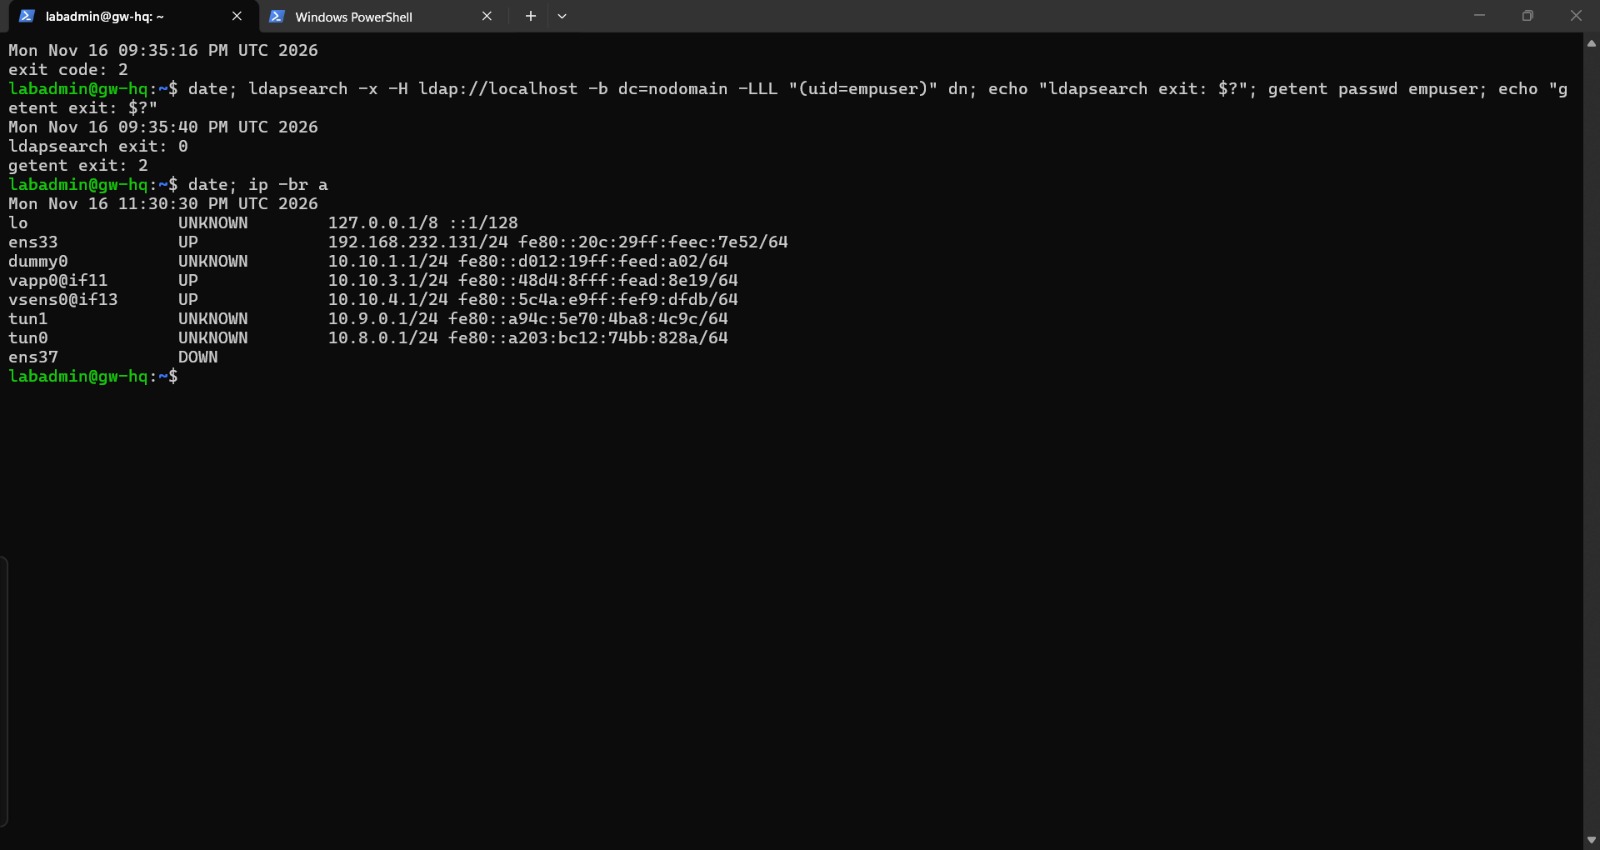 labadmin@gw-hq: ~
Windows PowerShell
Mon Nov 16 09:35:16 PM UTC 2026
exit code: 2
labadmin@gw-hq:~$ date; ldapsearch -x -H ldap://localhost -b dc=nodomain -LLL "(uid=empuser)" dn; echo "ldapsearch exit: $?"; getent passwd empuser; echo "g
etent exit: $?"
Mon Nov 16 09:35:40 PM UTC 2026
ldapsearch exit: 0
getent exit: 2
labadmin@gw-hq:~$ date; ip -br a
Mon Nov 16 11:30:30 PM UTC 2026
lo UNKNOWN 127.0.0.1/8 ::1/128
ens33 UP 192.168.232.131/24 fe80::20c:29ff:feec:7e52/64
dummy0 UNKNOWN 10.10.1.1/24 fe80::d012:19ff:feed:a02/64
vapp0@if11 UP 10.10.3.1/24 fe80::48d4:8fff:fead:8e19/64
vsens0@if13 UP 10.10.4.1/24 fe80::5c4a:e9ff:fef9:dfdb/64
tun1 UNKNOWN 10.9.0.1/24 fe80::a94c:5e70:4ba8:4c9c/64
tun0 UNKNOWN 10.8.0.1/24 fe80::a203:bc12:74bb:828a/64
ens37 DOWN
labadmin@gw-hq:~$